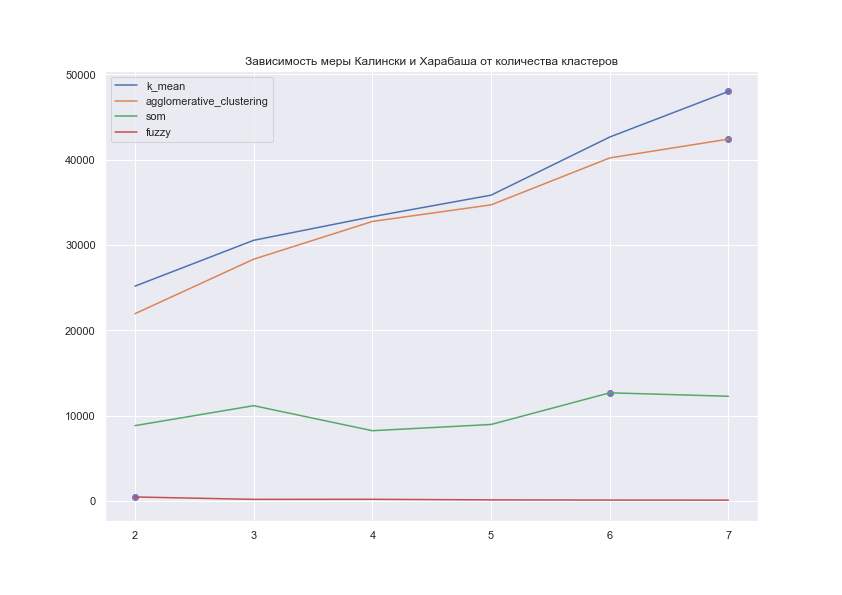 Зависимость меры Калински и Харабаша от количества кластеров
50000
40000
30000
20000
10000
0
k_mean
agglomerative_clustering
som
fuzzy
2 3 4 5 6 7